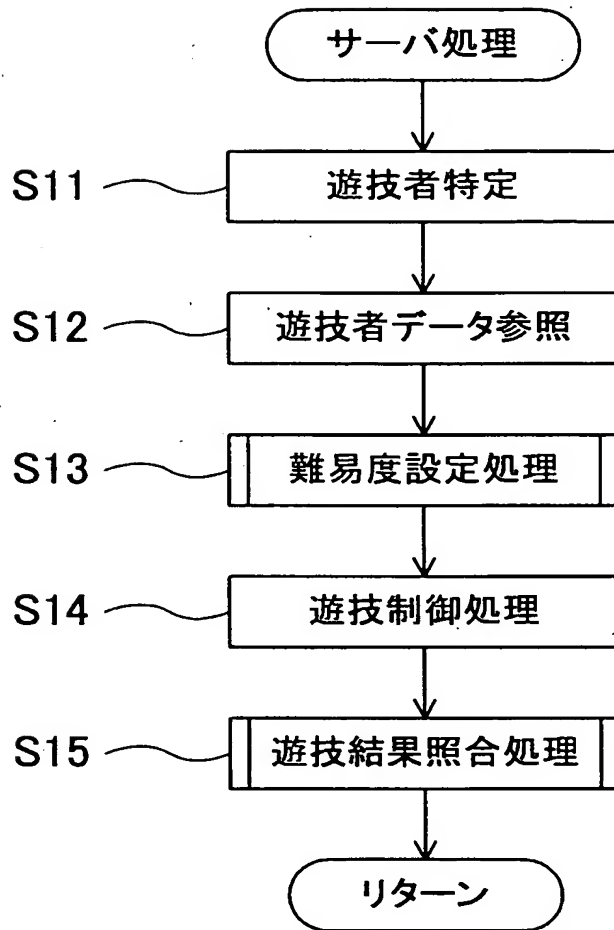 サーバ処理
S11 遊技者特定
S12 遊技者データ参照
S13 難易度設定処理
S14 遊技制御処理
S15 遊技結果照合処理
リターン